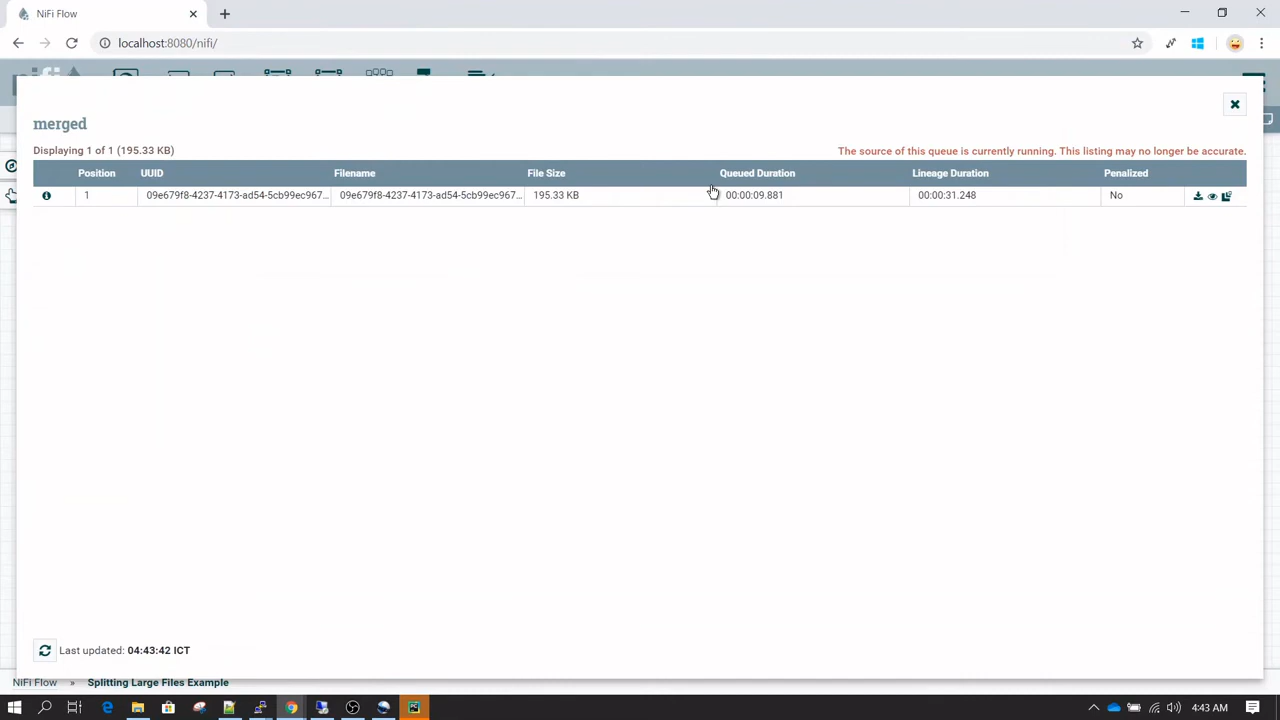 NiFi Flow
localhost:8080/nifi/
nifi
merged
Displaying 1 of 1 (195.33 KB)
The source of this queue is currently running. This listing may no longer be accurate.
Position UUID Filename File Size Queued Duration Lineage Duration Penalized
1 09e679f8-4237-4173-ad54-5cb99ec967... 09e679f8-4237-4173-ad54-5cb99ec967... 195.33 KB 00:00:09.881 00:00:31.248 No
Last updated: 04:43:42 ICT
NiFi Flow » Splitting Large Files Example
4:43 AM